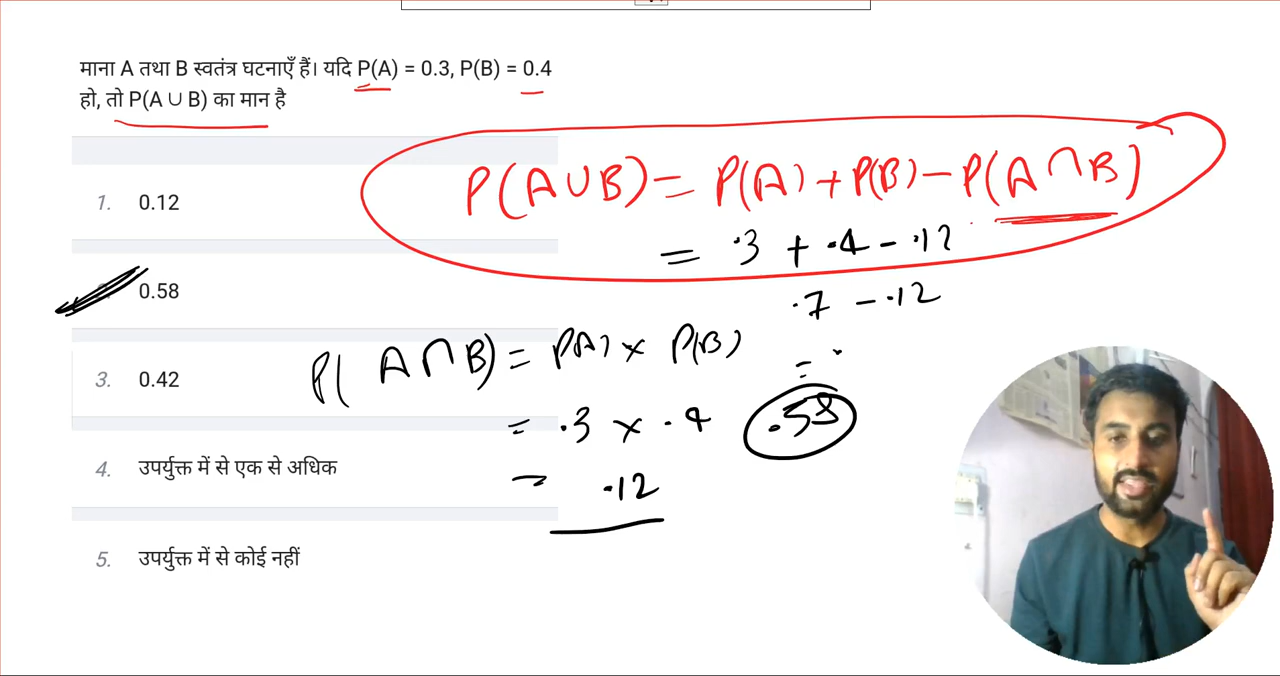 माना A तथा B स्वतंत्र घटनाएँ हैं। यदि P(A) = 0.3, P(B) = 0.4
हो, तो P(A ∪ B) का मान है
P(A∪B) = P(A) + P(B) − P(A∩B)
= .3 + .4 − .12
.7 − .12
= .58
1. 0.12
0.58
3. 0.42
4. उपर्युक्त में से एक से अधिक
5. उपर्युक्त में से कोई नहीं
P(A∩B) = P(A) × P(B)
= .3 × .4
= .12